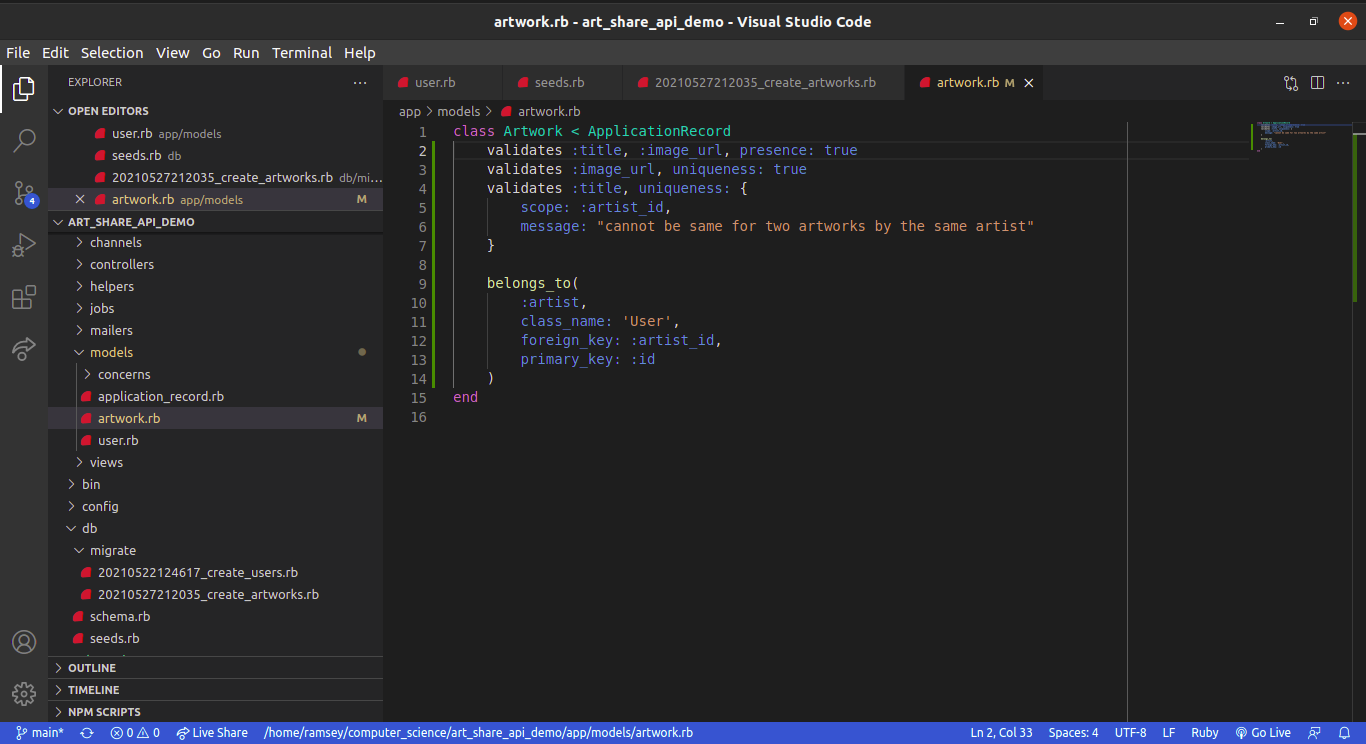 artwork.rb - art_share_api_demo - Visual Studio Code
File Edit Selection View Go Run Terminal Help
EXPLORER
OPEN EDITORS
user.rb app/models
seeds.rb db
20210527212035_create_artworks.rb db/mi...
artwork.rb app/models M
ART_SHARE_API_DEMO
channels
controllers
helpers
jobs
mailers
models
concerns
application_record.rb
artwork.rb M
user.rb
views
bin
config
db
migrate
20210522124617_create_users.rb
20210527212035_create_artworks.rb
schema.rb
seeds.rb
OUTLINE
TIMELINE
NPM SCRIPTS
4
user.rb seeds.rb 20210527212035_create_artworks.rb artwork.rb M
app > models > artwork.rb
1 class Artwork < ApplicationRecord
2 validates :title, :image_url, presence: true
3 validates :image_url, uniqueness: true
4 validates :title, uniqueness: {
5 scope: :artist_id,
6 message: "cannot be same for two artworks by the same artist"
7 }
8
9 belongs_to(
10 :artist,
11 class_name: 'User',
12 foreign_key: :artist_id,
13 primary_key: :id
14 )
15 end
16
main* 0 0 Live Share /home/ramsey/computer_science/art_share_api_demo/app/models/artwork.rb Ln 2, Col 33 Spaces: 4 UTF-8 LF Ruby Go Live